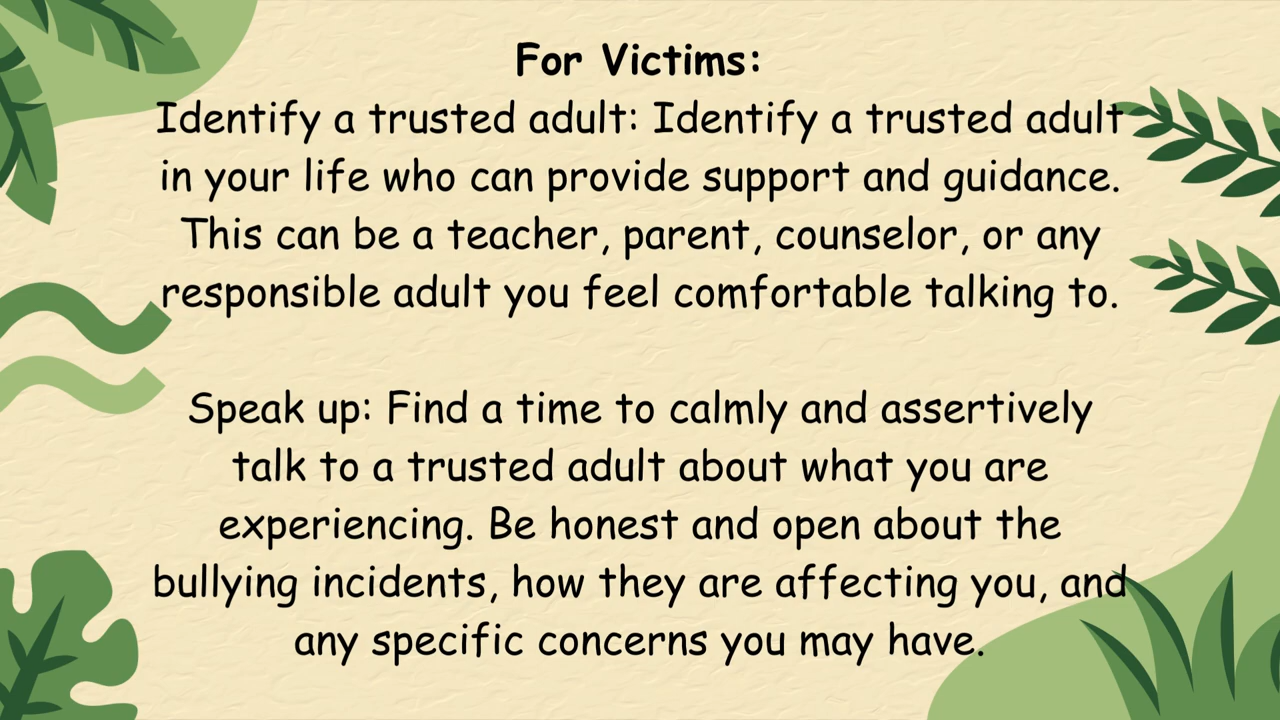 For Victims:
Identify a trusted adult: Identify a trusted adult
in your life who can provide support and guidance.
This can be a teacher, parent, counselor, or any
responsible adult you feel comfortable talking to.
Speak up: Find a time to calmly and assertively
talk to a trusted adult about what you are
experiencing. Be honest and open about the
bullying incidents, how they are affecting you, and
any specific concerns you may have.